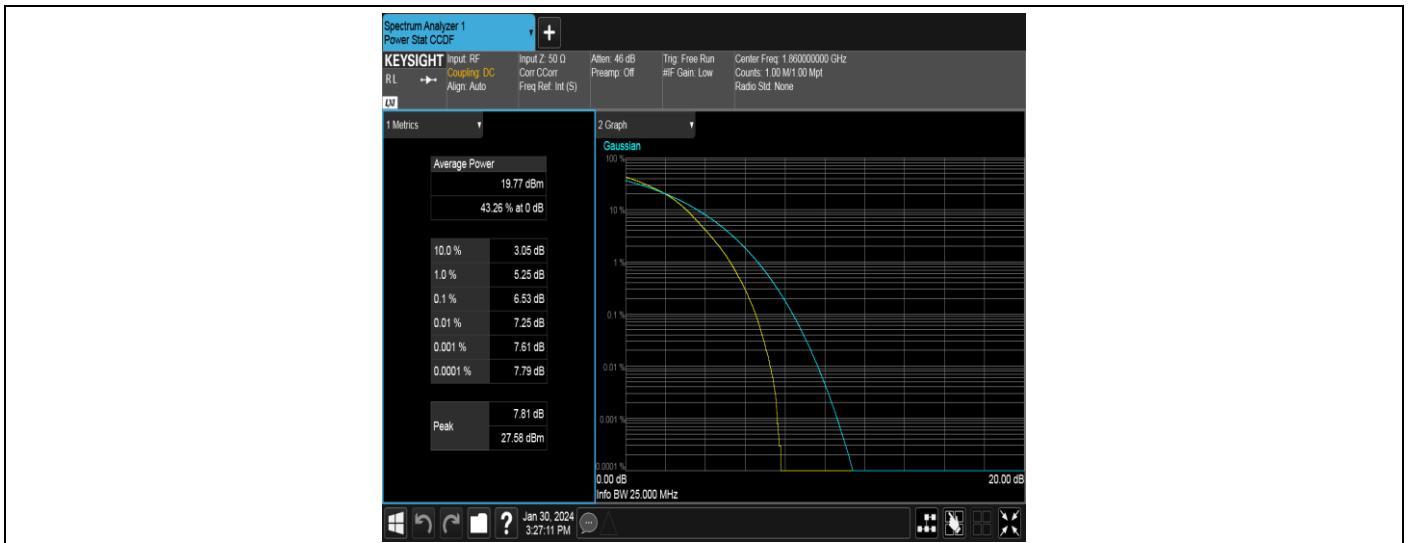 Spectrum Analyzer 1
Power Stat CCDF
+
KEYSIGHT
RL
LXI
Input: RF
Coupling: DC
Align: Auto
Input Z: 50 Ω
Corr CCorr
Freq Ref: Int (S)
Atten: 46 dB
Preamp: Off
Trig: Free Run
#IF Gain: Low
Center Freq: 1.860000000 GHz
Counts: 1.00 M/1.00 Mpt
Radio Std: None
1 Metrics
Average Power
19.77 dBm
43.26 % at 0 dB
10.0 % 3.05 dB
1.0 % 5.25 dB
0.1 % 6.53 dB
0.01 % 7.25 dB
0.001 % 7.61 dB
0.0001 % 7.79 dB
Peak
7.81 dB
27.58 dBm
2 Graph
Gaussian
100 %
10 %
1 %
0.1 %
0.01 %
0.001 %
0.0001 %
0.00 dB 20.00 dB
Info BW 25.000 MHz
?
Jan 30, 2024
3:27:11 PM